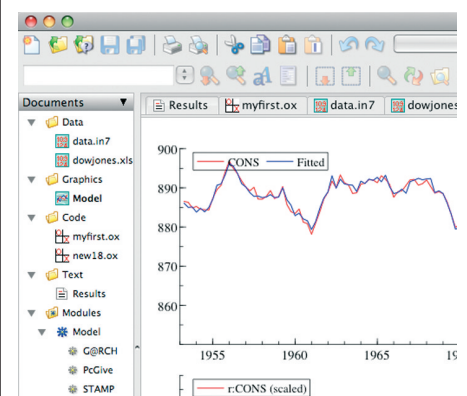 Documents ▼
Results
myfirst.ox
data.in7
dowjones
Data
data.in7
dowjones.xls
Graphics
Model
Code
myfirst.ox
new18.ox
Text
Results
Modules
Model
G@RCH
PcGive
STAMP
CONS
Fitted
900
890
880
870
860
1955
1960
1965
19
r:CONS (scaled)